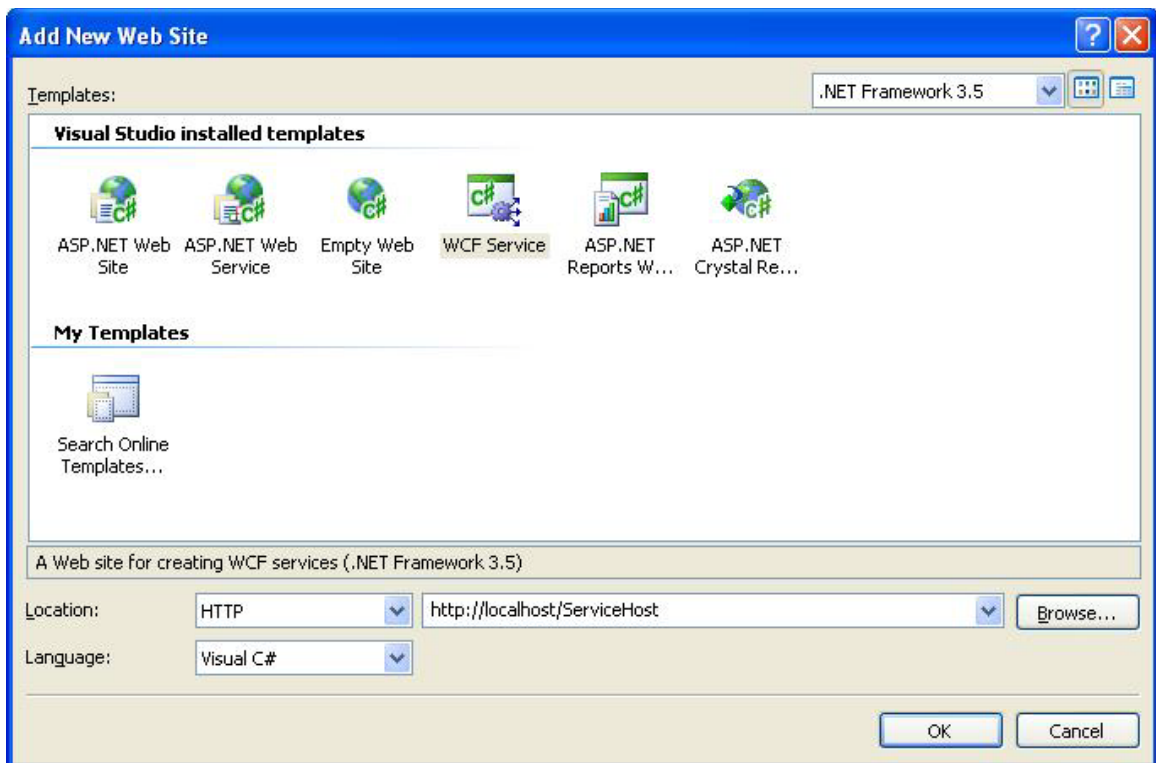 Add New Web Site
Templates:
.NET Framework 3.5
Visual Studio installed templates
ASP.NET Web Site
ASP.NET Web Service
Empty Web Site
WCF Service
ASP.NET Reports W...
ASP.NET Crystal Re...
My Templates
Search Online Templates...
A Web site for creating WCF services (.NET Framework 3.5)
Location:
HTTP
http://localhost/ServiceHost
Browse...
Language:
Visual C#
OK
Cancel